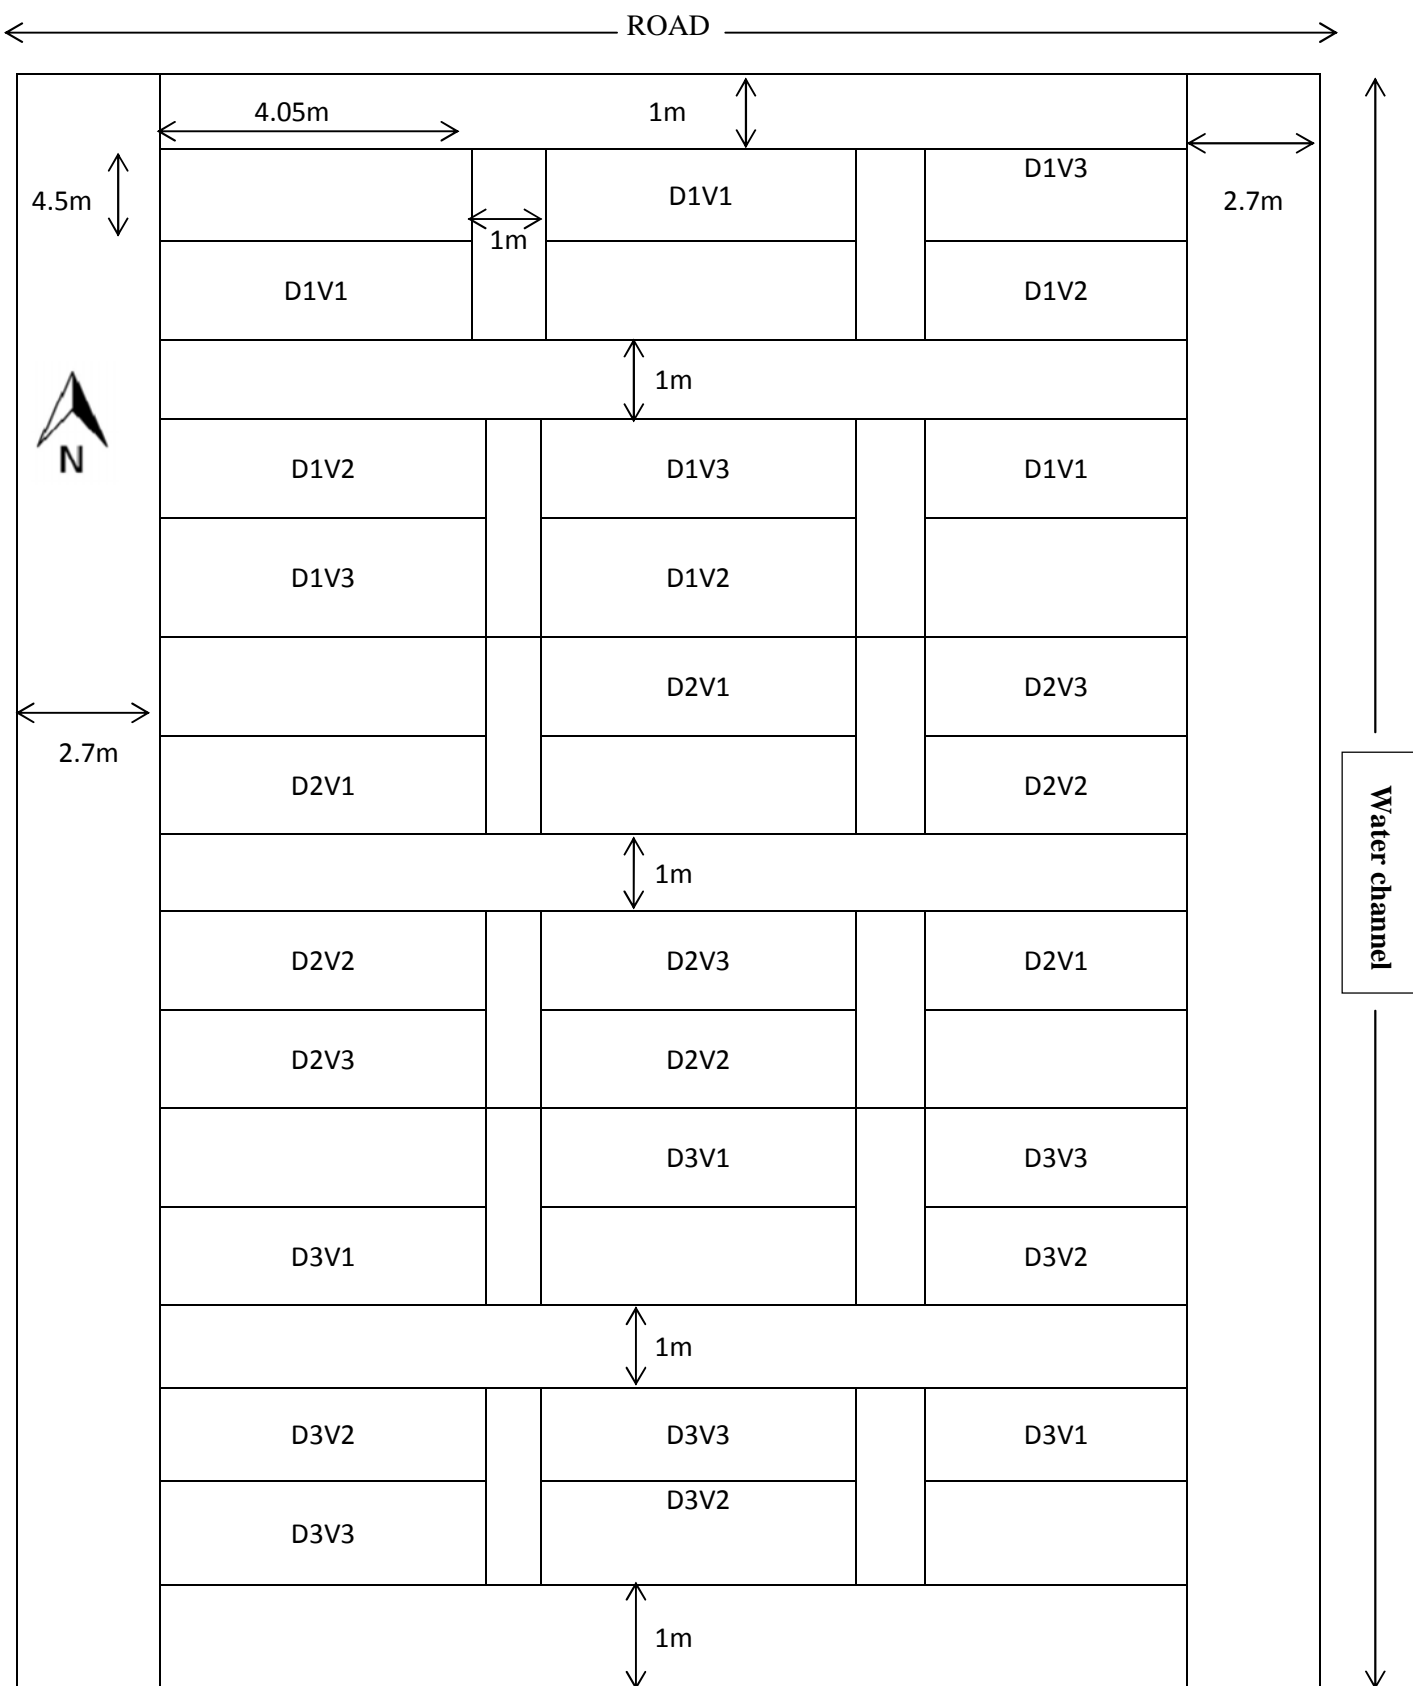 ROAD
4.05m
1m
D1V3
4.5m
D1V1
2.7m
1m
D1V1
D1V2
1m
N
D1V2
D1V3
D1V1
D1V3
D1V2
D2V1
D2V3
2.7m
D2V1
D2V2
Water channel
1m
D2V2
D2V3
D2V1
D2V3
D2V2
D3V1
D3V3
D3V1
D3V2
1m
D3V2
D3V3
D3V1
D3V2
D3V3
1m